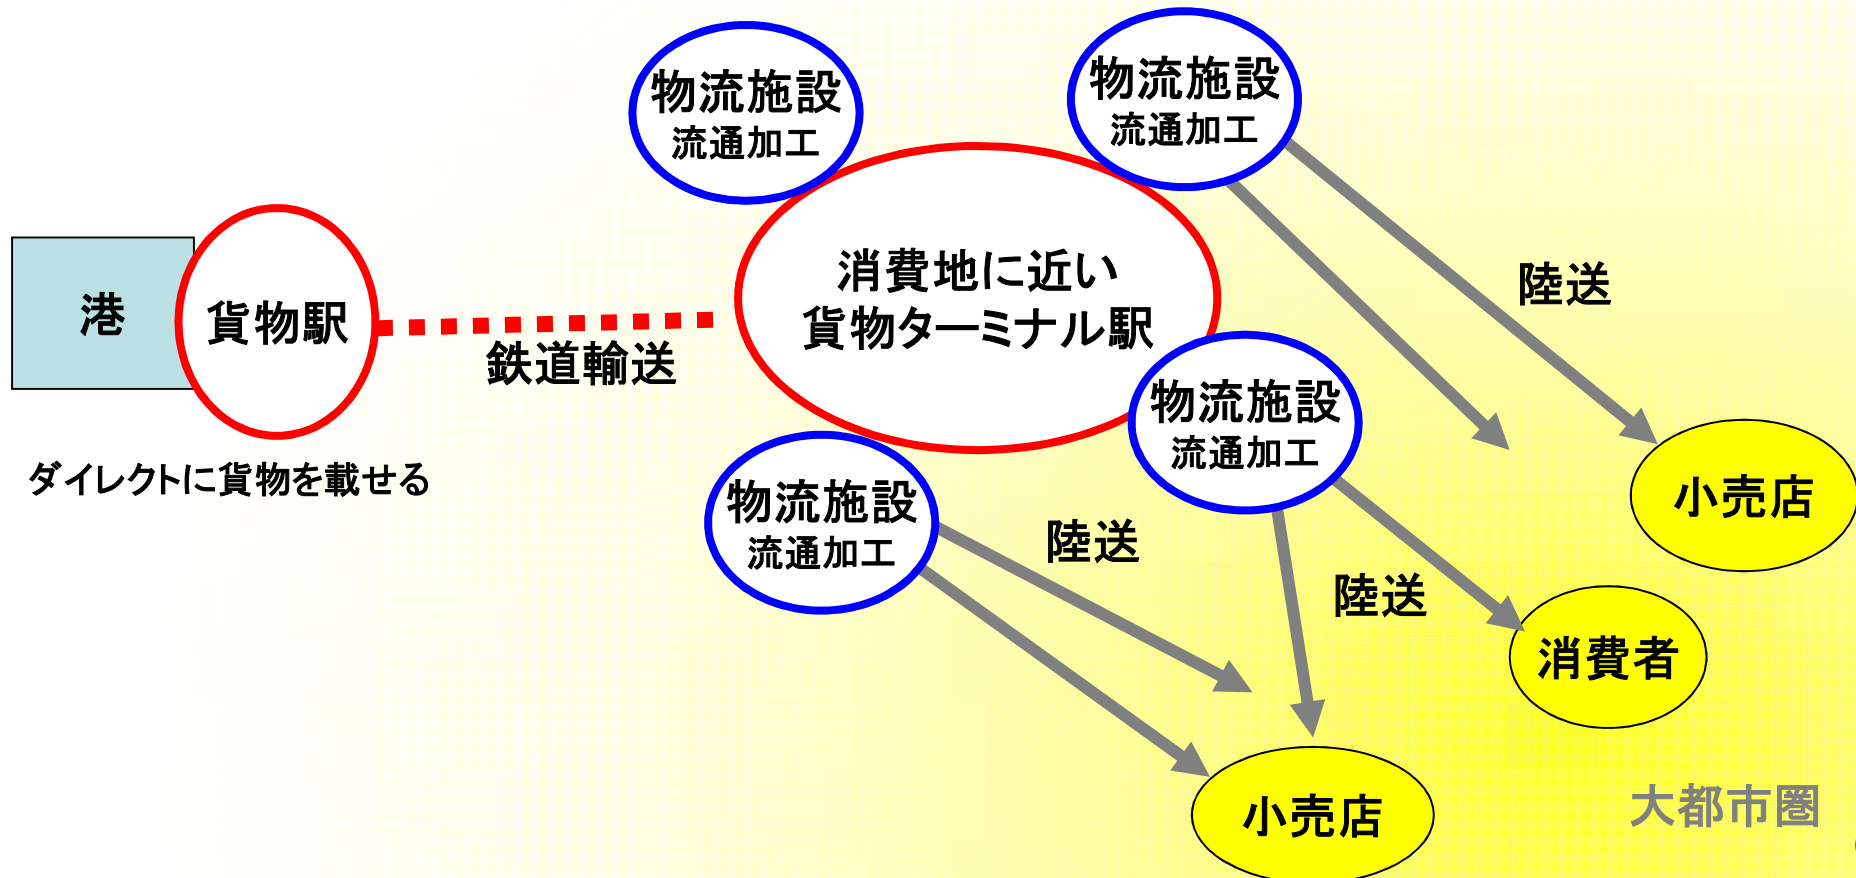 物流施設
流通加工
物流施設
流通加工
港
貨物駅
消費地に近い
貨物ターミナル駅
陸送
鉄道輸送
ダイレクトに貨物を載せる
物流施設
流通加工
物流施設
流通加工
陸送
陸送
小売店
消費者
小売店
大都市圏